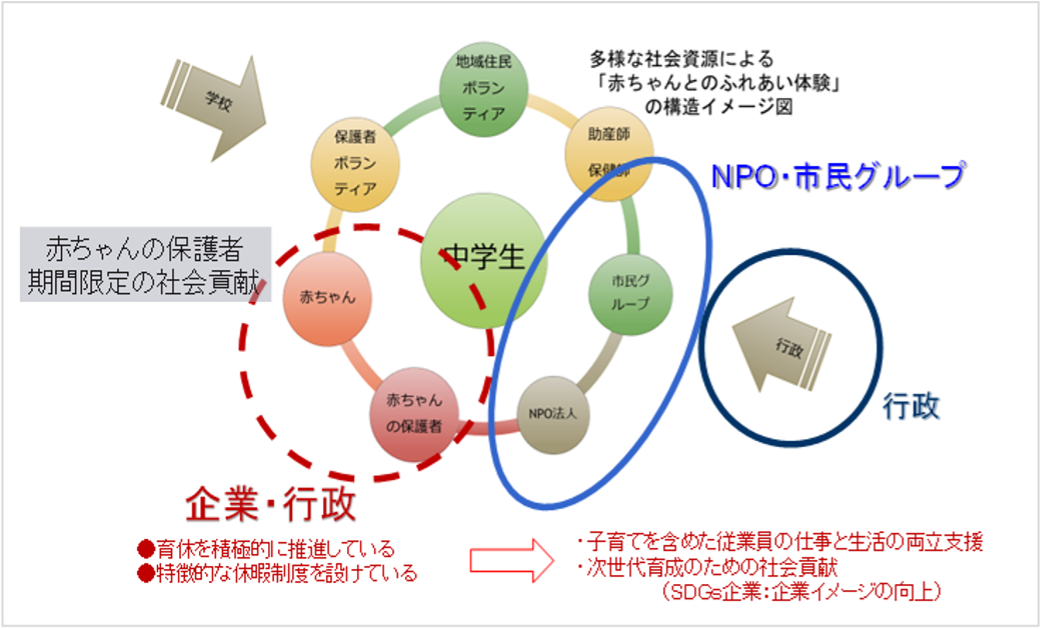 多様な社会資源による
「赤ちゃんとのふれあい体験」
の構造イメージ図
学校
地域住民
ボラン
ティア
保護者
ボラン
ティア
助産師
保健師
NPO・市民グループ
中学生
赤ちゃんの保護者
期間限定の社会貢献
赤ちゃん
市民グ
ループ
行政
行政
赤ちゃん
の保護者
NPO法人
企業・行政
●育休を積極的に推進している
●特徴的な休暇制度を設けている
・子育てを含めた従業員の仕事と生活の両立支援
・次世代育成のための社会貢献
（SDGs企業：企業イメージの向上）